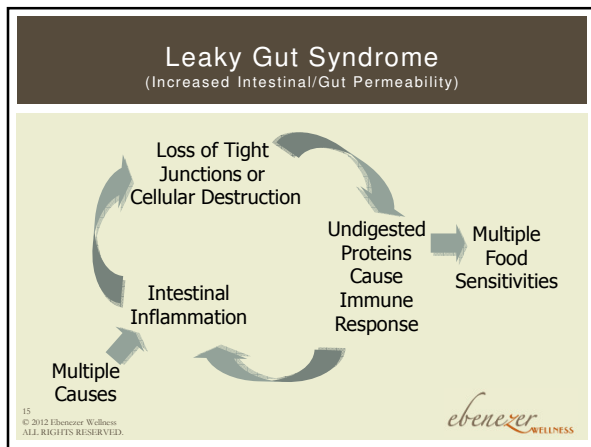 Leaky Gut Syndrome
(Increased Intestinal/Gut Permeability)
Loss of Tight
Junctions or
Cellular Destruction
Undigested
Proteins
Cause
Immune
Response
Multiple
Food
Sensitivities
Intestinal
Inflammation
Multiple
Causes
15
© 2012 Ebenezer Wellness
ALL RIGHTS RESERVED.
ebenezer
WELLNESS